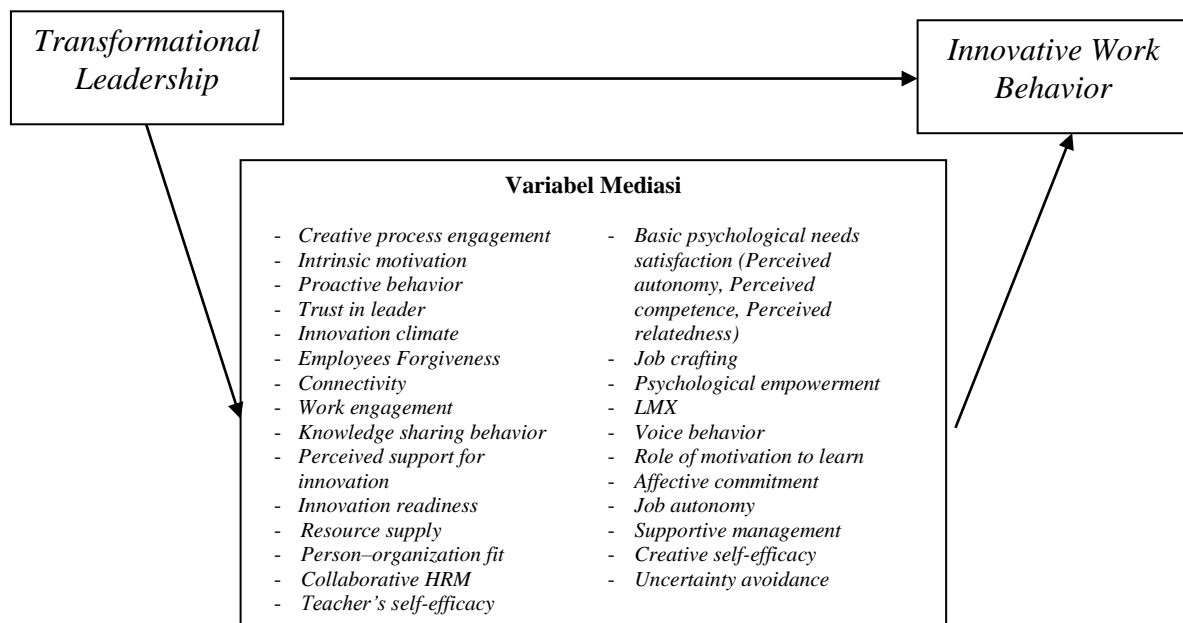 Transformational
Leadership
Innovative Work
Behavior
Variabel Mediasi
- Creative process engagement
- Intrinsic motivation
- Proactive behavior
- Trust in leader
- Innovation climate
- Employees Forgiveness
- Connectivity
- Work engagement
- Knowledge sharing behavior
- Perceived support for
innovation
- Innovation readiness
- Resource supply
- Person–organization fit
- Collaborative HRM
- Teacher's self-efficacy
- Basic psychological needs
satisfaction (Perceived
autonomy, Perceived
competence, Perceived
relatedness)
- Job crafting
- Psychological empowerment
- LMX
- Voice behavior
- Role of motivation to learn
- Affective commitment
- Job autonomy
- Supportive management
- Creative self-efficacy
- Uncertainty avoidance